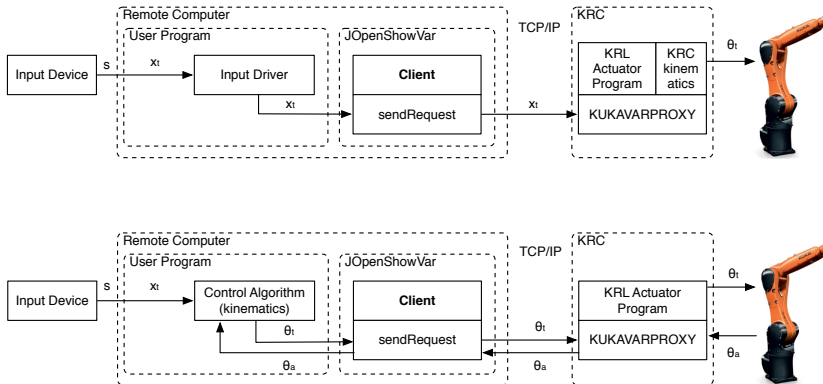 Remote Computer
User Program
JOpenShowVar
TCP/IP
KRC
Input Device
s
xt
Input Driver
xt
Client
sendRequest
xt
KRL
Actuator
Program
KRC
kinem
atics
KUKAVARPROXY
θt
Remote Computer
User Program
JOpenShowVar
TCP/IP
KRC
Input Device
s
xt
Control Algorithm
(kinematics)
θt
θa
Client
sendRequest
θt
θa
KRL Actuator
Program
KUKAVARPROXY
θt
θa